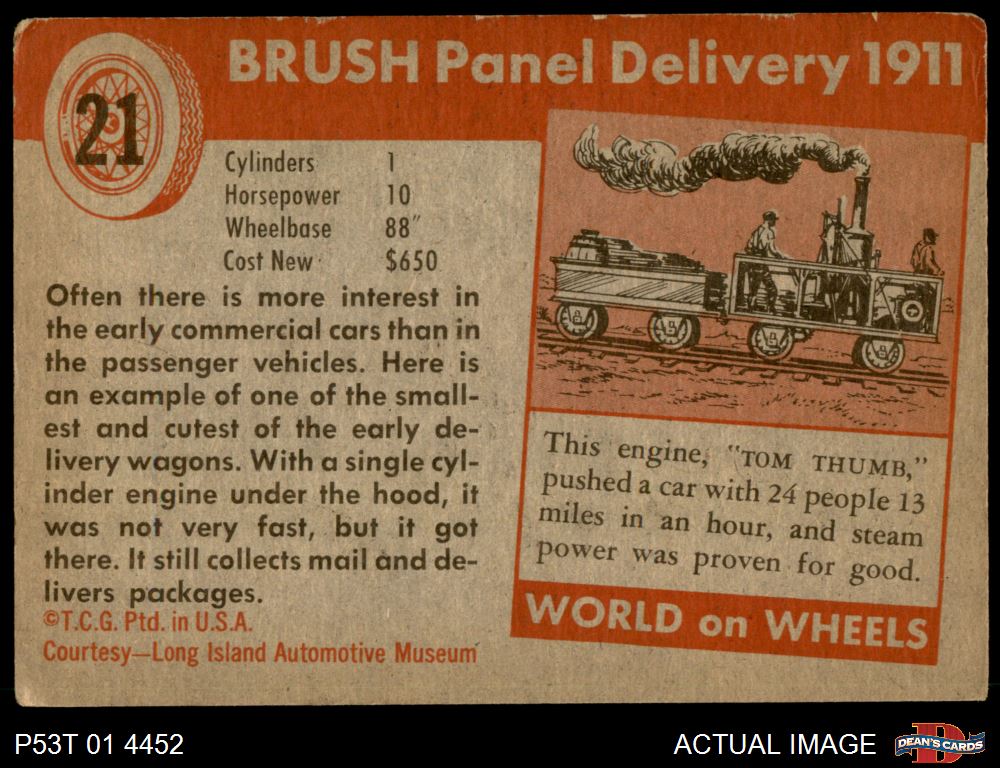 21
BRUSH Panel Delivery 1911
Cylinders 1
Horsepower 10
Wheelbase 88"
Cost New $650
Often there is more interest in
the early commercial cars than in
the passenger vehicles. Here is
an example of one of the small-
est and cutest of the early de-
livery wagons. With a single cyl-
inder engine under the hood, it
was not very fast, but it got
there. It still collects mail and de-
livers packages.
©T.C.G. Ptd. in U.S.A.
Courtesy—Long Island Automotive Museum
This engine, "TOM THUMB,"
pushed a car with 24 people 13
miles in an hour, and steam
power was proven for good.
WORLD on WHEELS
P53T 01 4452
ACTUAL IMAGE
D
DEAN'S CARDS